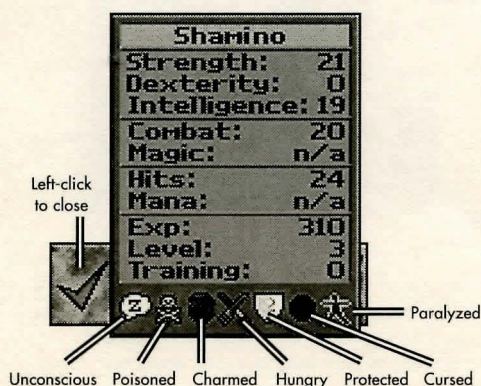 Shamino
Strength: 21
Dexterity: 0
Intelligence: 19
Combat: 20
Magic: n/a
Hits: 24
Mana: n/a
Exp: 310
Level: 3
Training: 0
Left-click
to close
Z
?
Paralyzed
Unconscious Poisoned Charmed Hungry Protected Cursed